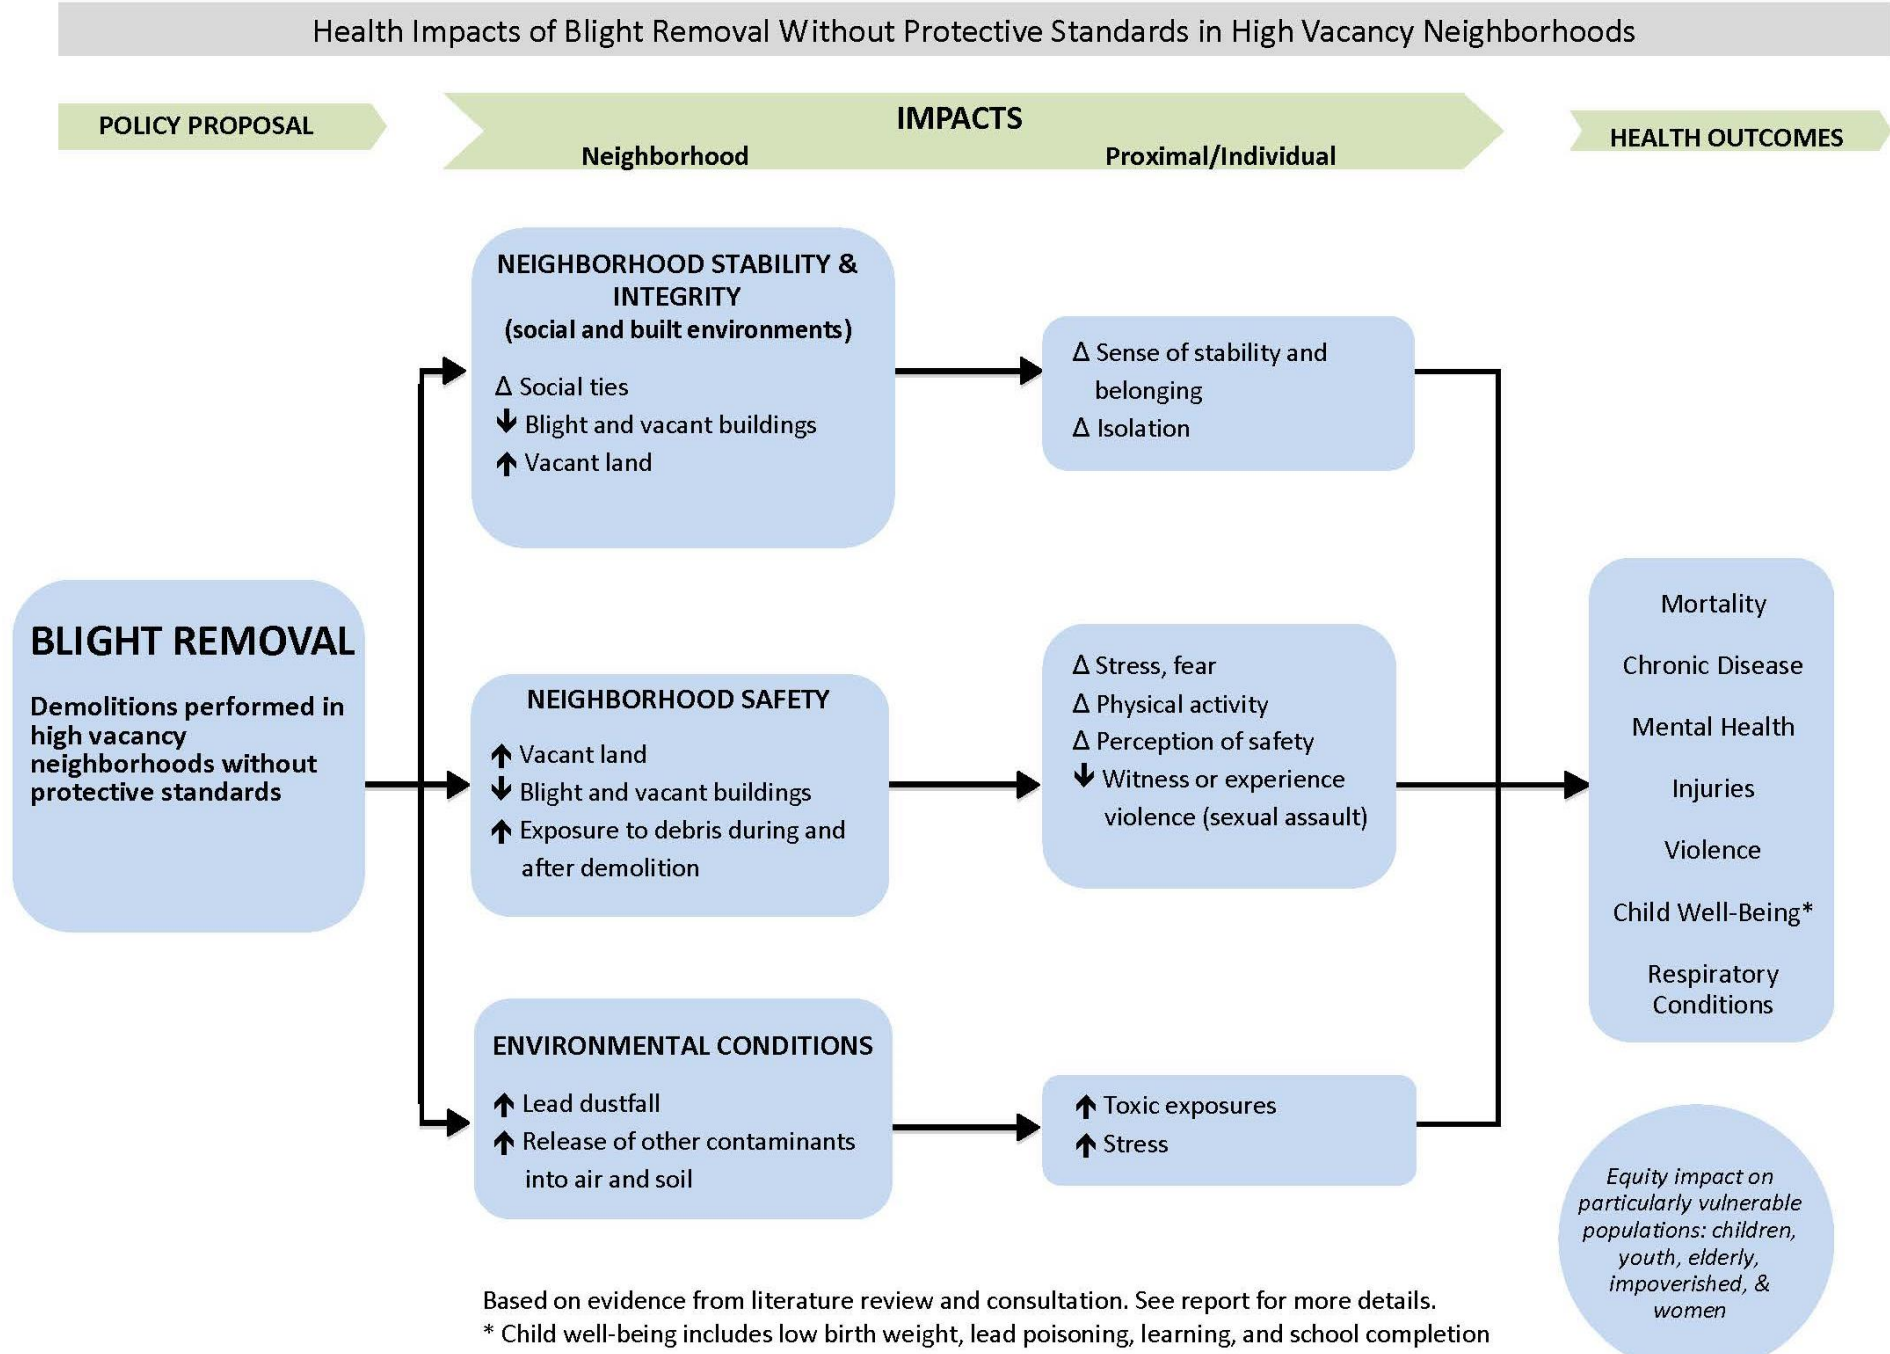 Health Impacts of Blight Removal Without Protective Standards in High Vacancy Neighborhoods
POLICY PROPOSAL
IMPACTS
Neighborhood
Proximal/Individual
HEALTH OUTCOMES
BLIGHT REMOVAL
Demolitions performed in
high vacancy
neighborhoods without
protective standards
NEIGHBORHOOD STABILITY &
INTEGRITY
(social and built environments)
Δ Social ties
↓ Blight and vacant buildings
↑ Vacant land
Δ Sense of stability and
belonging
Δ Isolation
NEIGHBORHOOD SAFETY
↑ Vacant land
↓ Blight and vacant buildings
↑ Exposure to debris during and
after demolition
Δ Stress, fear
Δ Physical activity
Δ Perception of safety
↓ Witness or experience
violence (sexual assault)
ENVIRONMENTAL CONDITIONS
↑ Lead dustfall
↑ Release of other contaminants
into air and soil
↑ Toxic exposures
↑ Stress
Mortality
Chronic Disease
Mental Health
Injuries
Violence
Child Well-Being*
Respiratory
Conditions
Equity impact on
particularly vulnerable
populations: children,
youth, elderly,
impoverished, &
women
Based on evidence from literature review and consultation. See report for more details.
* Child well-being includes low birth weight, lead poisoning, learning, and school completion